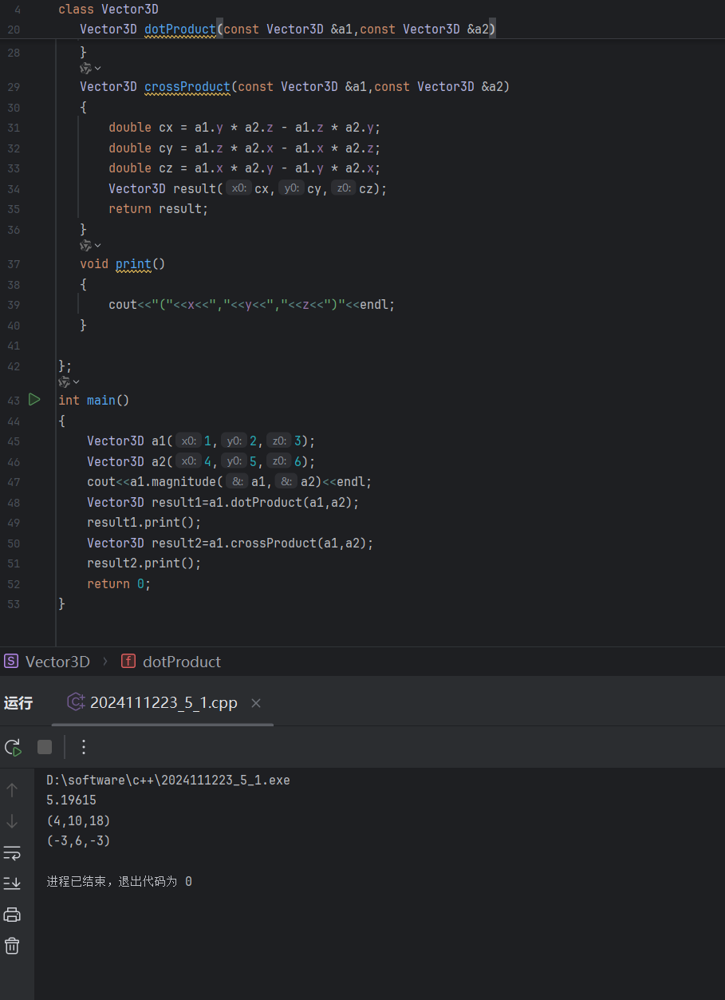 4 class Vector3D
20 Vector3D dotProduct(const Vector3D &a1,const Vector3D &a2)
28 }
29 Vector3D crossProduct(const Vector3D &a1,const Vector3D &a2)
30 {
31 double cx = a1.y * a2.z - a1.z * a2.y;
32 double cy = a1.z * a2.x - a1.x * a2.z;
33 double cz = a1.x * a2.y - a1.y * a2.x;
34 Vector3D result( x0: cx, y0: cy, z0: cz);
35 return result;
36 }
37 void print()
38 {
39 cout<<"("<<x<<","<<y<<","<<z<<")"<<endl;
40 }
41
42 };
43 int main()
44 {
45 Vector3D a1( x0: 1, y0: 2, z0: 3);
46 Vector3D a2( x0: 4, y0: 5, z0: 6);
47 cout<<a1.magnitude( &: a1, &: a2)<<endl;
48 Vector3D result1=a1.dotProduct(a1,a2);
49 result1.print();
50 Vector3D result2=a1.crossProduct(a1,a2);
51 result2.print();
52 return 0;
53 }
S Vector3D › f dotProduct
运行 2024111223_5_1.cpp ×
D:\software\c++\2024111223_5_1.exe
5.19615
(4,10,18)
(-3,6,-3)
进程已结束，退出代码为 0